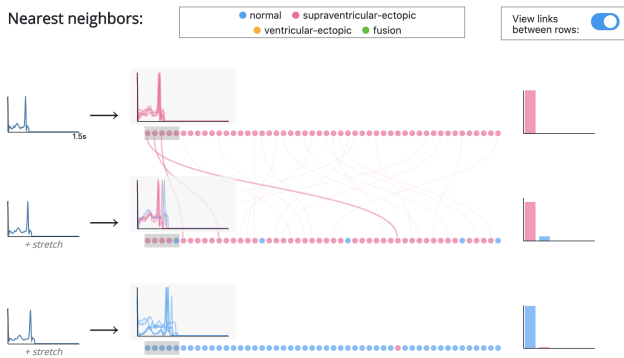 Nearest neighbors:
normal
supraventricular-ectopic
ventricular-ectopic
fusion
View links
between rows:
1.5s
+ stretch
+ stretch